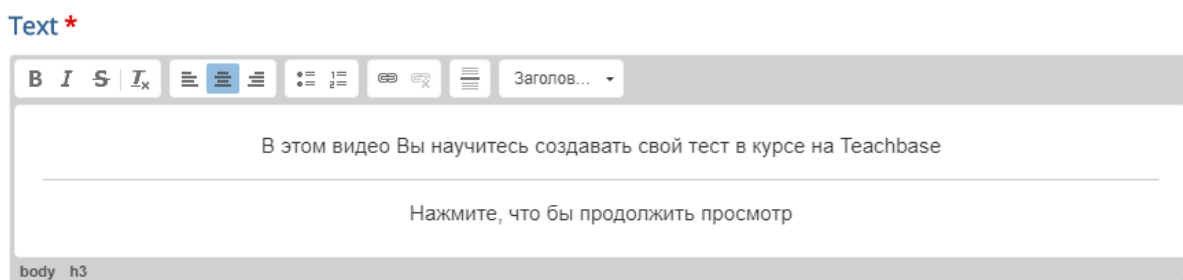 Text *
B I S Tx Заголов...
В этом видео Вы научитесь создавать свой тест в курсе на Teachbase
Нажмите, что бы продолжить просмотр
body h3